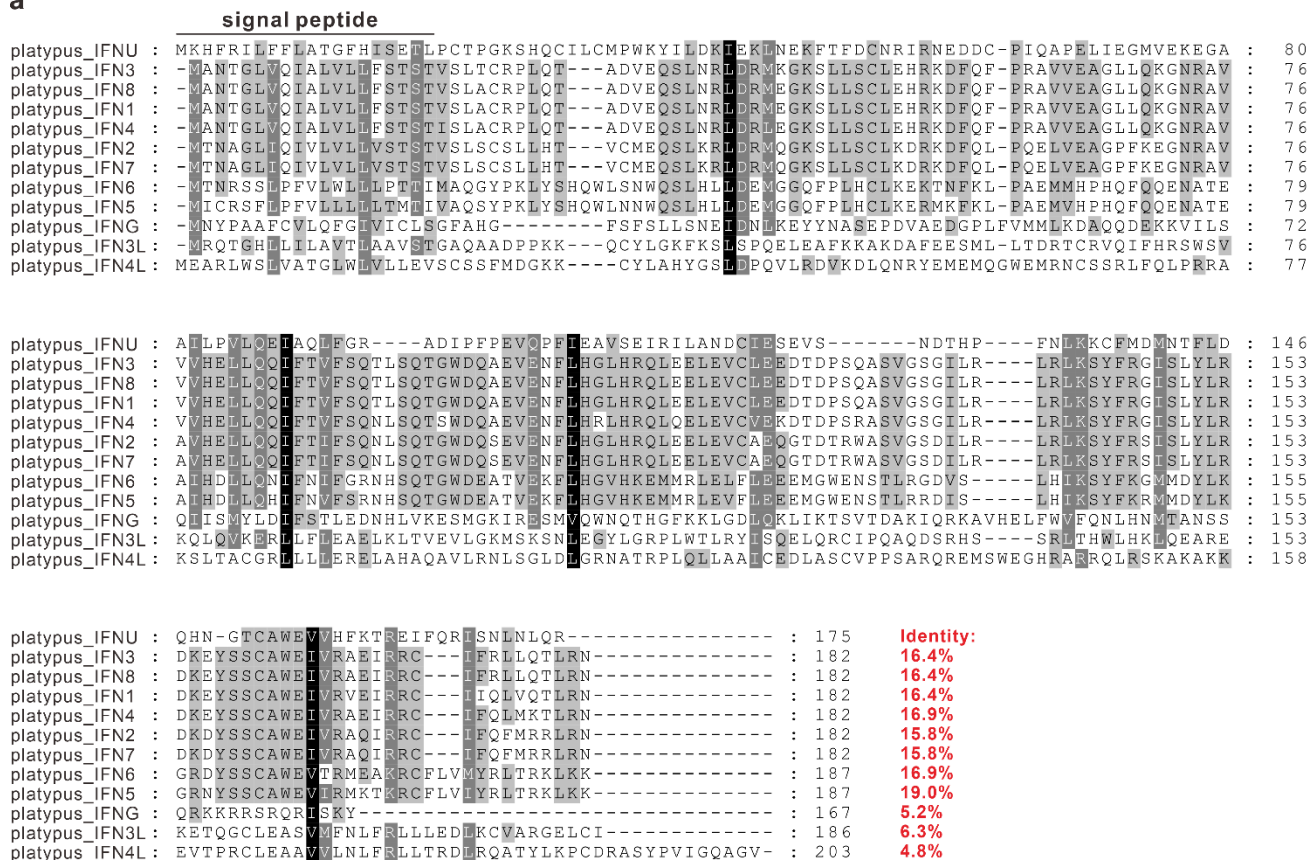 a
signal peptide
platypus_IFNU : MKHFRILFFLATGFHISETLPCTPGKSHQCILCMPWKYILDKIEKLNEKFTFDCNRIRNEDDC-PIQAPELIEGMVEKEGA : 80
platypus_IFN3 : -MANTGLVQIALVLLFSTSTVSLTCRPLQT---ADVEQSLNRLDRMKGKSLLSCLEHRKDFQF-PRAVVEAGLLQKGNRAV : 76
platypus_IFN8 : -MANTGLVQIALVLLFSTSTVSLACRPLQT---ADVEQSLNRLDRMEGKSLLSCLEHRKDFQF-PRAVVEAGLLQKGNRAV : 76
platypus_IFN1 : -MANTGLVQIALVLLFSTSTVSLACRPLQT---ADVEQSLNRLDRMEGKSLLSCLEHRKDFQF-PRAVVEAGLLQKGNRAV : 76
platypus_IFN4 : -MANTGLVQIALVLLFSTSTISLACRPLQT---ADVEQSLNRLDRLEGKSLLSCLEHRKDFQF-PRAVVEAGLLQKGNRAV : 76
platypus_IFN2 : -MTNAGLIQIVLVLLVSTSTVSLSCSLLHT---VCMEQSLKRLDRMQGKSLLSCLKDRKDFQL-PQELVEAGPFKEGNRAV : 76
platypus_IFN7 : -MTNAGLIQIVLVLLVSTSTVSLSCSLLHT---VCMEQSLKRLDRMQGKSLLSCLKDRKDFQL-PQELVEAGPFKEGNRAV : 76
platypus_IFN6 : -MTNRSSLPFVLWLLLPTTIMAQGYPKLYSHQWLSNWQSLHLLDEMGGQFPLHCLKEKTNFKL-PAEMMHPHQFQQENATE : 79
platypus_IFN5 : -MICRSFLPFVLLLLLTMTIVAQSYPKLYSHQWLNNWQSLHLLDEMGGQFPLHCLKERMKFKL-PAEMVHPHQFQQENATE : 79
platypus_IFNG : -MNYPAAFCVLQFGIVICLSGFAHG------FSFSLLSNEIDNLKEYYNASEPDVAEDGPLFVMMLKDAQQDEKKVILS : 72
platypus_IFN3L : -MRQTGHLLILAVTLAAVSTGAQAADPPKK---QCYLGKFKSLSPQELEAFKKAKDAFEESML-LTDRTCRVQIFHRSWSV : 76
platypus_IFN4L : MEARLWSLVATGLWLVLLEVSCSSFMDGKK----CYLAHYGSLDPQVLRDVKDLQNRYEMEMQGWEMRNCSSRLFQLPRRA : 77
platypus_IFNU : AILPVLQEIAQLFGR----ADIPFPEVQPFIEAVSEIRILANDCIESEVS------NDTHP----FNLKKCFMDMNTFLD : 146
platypus_IFN3 : VVHELLQQIFTVFSQTLSQTGWDQAEVENFLHGLHRQLEELEVCLEEDTDPSQASVGSGILR----LRLKSYFRGISLYLR : 153
platypus_IFN8 : VVHELLQQIFTVFSQTLSQTGWDQAEVENFLHGLHRQLEELEVCLEEDTDPSQASVGSGILR----LRLKSYFRGISLYLR : 153
platypus_IFN1 : VVHELLQQIFTVFSQTLSQTGWDQAEVENFLHGLHRQLEELEVCLEEDTDPSQASVGSGILR----LRLKSYFRGISLYLR : 153
platypus_IFN4 : VVHELLQQIFTVFSQNLSQTSWDQAEVENFLHRLHRQLQELEVCVEKDTDPSRASVGSGILR----LRLKSYFRGISLYLR : 153
platypus_IFN2 : AVHELLQQIFTIFSQNLSQTGWDQSEVENFLHGLHRQLEELEVCAEQGTDTRWASVGSDILR----LRLKSYFRSISLYLR : 153
platypus_IFN7 : AVHELLQQIFTIFSQNLSQTGWDQSEVENFLHGLHRQLEELEVCAEQGTDTRWASVGSDILR----LRLKSYFRSISLYLR : 153
platypus_IFN6 : AIHDLLQNIFNIFGRNHSQTGWDEATVEKFLHGVHKEMMRLELFLEEEMGWENSTLRGDVS-----LHIKSYFKGMMDYLK : 155
platypus_IFN5 : AIHDLLQHIFNVFSRNHSQTGWDEATVEKFLHGVHKEMMRLEVFLEEEMGWENSTLRRDIS-----LHIKSYFKRMMDYLK : 155
platypus_IFNG : QIISMYLDIFSTLEDNHLVKESMGKIRESMVQWNQTHGFKKLGDLQKLIKTSVTDAKIQRKAVHELFWVFQNLHNMTANSS : 153
platypus_IFN3L : KQLQVKERLLFLEAELKLTVEVLGKMSKSNLEGYLGRPLWTLRYISQELQRCIPQAQDSRHS----SRLTHWLHKLQEARE : 153
platypus_IFN4L : KSLTACGRLLLLERELAHAQAVLRNLSGLDLGRNATRPLQLLAAICEDLASCVPPSARQREMSWEGHRARRQLRSKAKAKK : 158
platypus_IFNU : QHN-GTCAWEVVHFKTREIFQRISNLNLQR---------------- : 175 Identity:
platypus_IFN3 : DKEYSSCAWEIVRAEIRRC---IFRLLQTLRN-------------- : 182 16.4%
platypus_IFN8 : DKEYSSCAWEIVRAEIRRC---IFRLLQTLRN-------------- : 182 16.4%
platypus_IFN1 : DKEYSSCAWEIVRVEIRRC---IIQLVQTLRN-------------- : 182 16.4%
platypus_IFN4 : DKEYSSCAWEIVRAEIRRC---IFQLMKTLRN-------------- : 182 16.9%
platypus_IFN2 : DKDYSSCAWEIVRAQIRRC---IFQFMRRLRN-------------- : 182 15.8%
platypus_IFN7 : DKDYSSCAWEIVRAQIRRC---IFQFMRRLRN-------------- : 182 15.8%
platypus_IFN6 : GRDYSSCAWEVTRMEAKRCFLVMYRLTRKLKK-------------- : 187 16.9%
platypus_IFN5 : GRNYSSCAWEVIRMKTKRCFLVIYRLTRKLKK-------------- : 187 19.0%
platypus_IFNG : QRKKRRSRQRISKY-------------------------------- : 167 5.2%
platypus_IFN3L : KETQGCLEASVMFNLFRLLLEDLKCVARGELCI------------- : 186 6.3%
platypus_IFN4L : EVTPRCLEAAVVLNLFRLLTRDLRQATYLKPCDRASYPVIGQAGV- : 203 4.8%